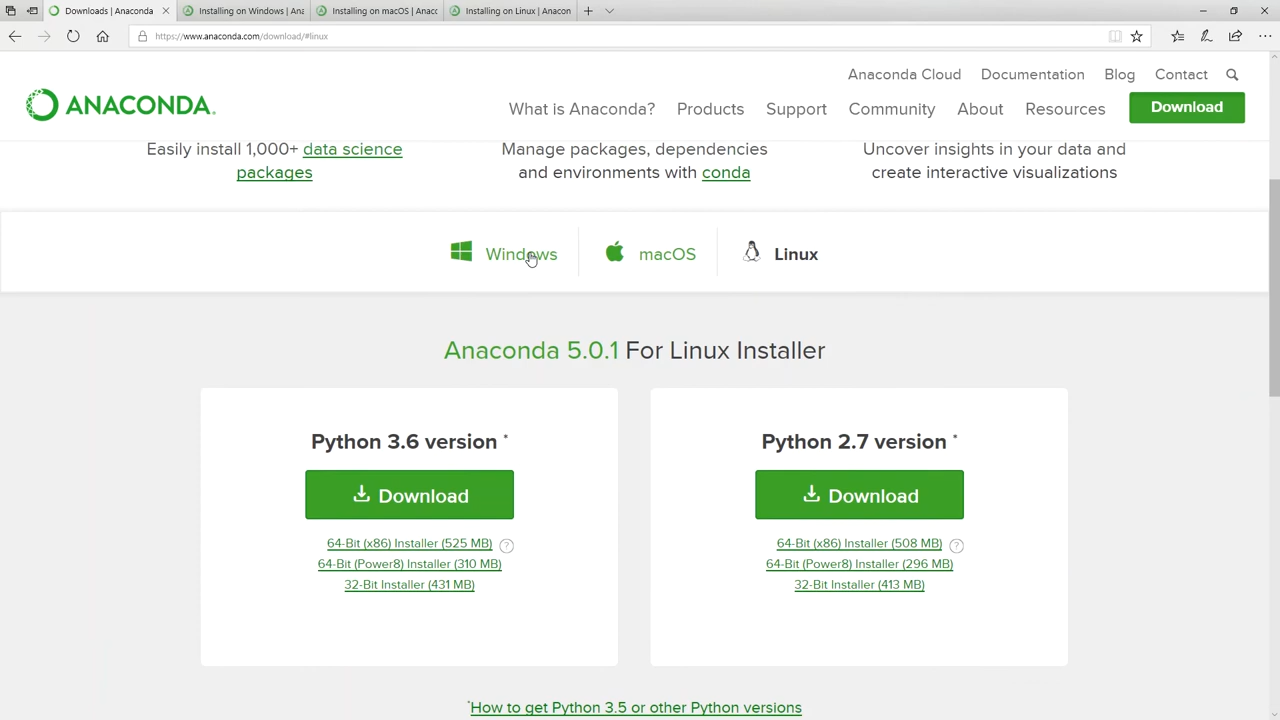 Downloads | Anaconda
Installing on Windows | Ana
Installing on macOS | Anaco
Installing on Linux | Anacon
https://www.anaconda.com/download/#linux
Anaconda Cloud
Documentation
Blog
Contact
ANACONDA.
What is Anaconda?
Products
Support
Community
About
Resources
Download
Easily install 1,000+ data science
packages
Manage packages, dependencies
and environments with conda
Uncover insights in your data and
create interactive visualizations
Windows
macOS
Linux
Anaconda 5.0.1 For Linux Installer
Python 3.6 version *
Download
64-Bit (x86) Installer (525 MB) ?
64-Bit (Power8) Installer (310 MB)
32-Bit Installer (431 MB)
Python 2.7 version *
Download
64-Bit (x86) Installer (508 MB) ?
64-Bit (Power8) Installer (296 MB)
32-Bit Installer (413 MB)
*How to get Python 3.5 or other Python versions